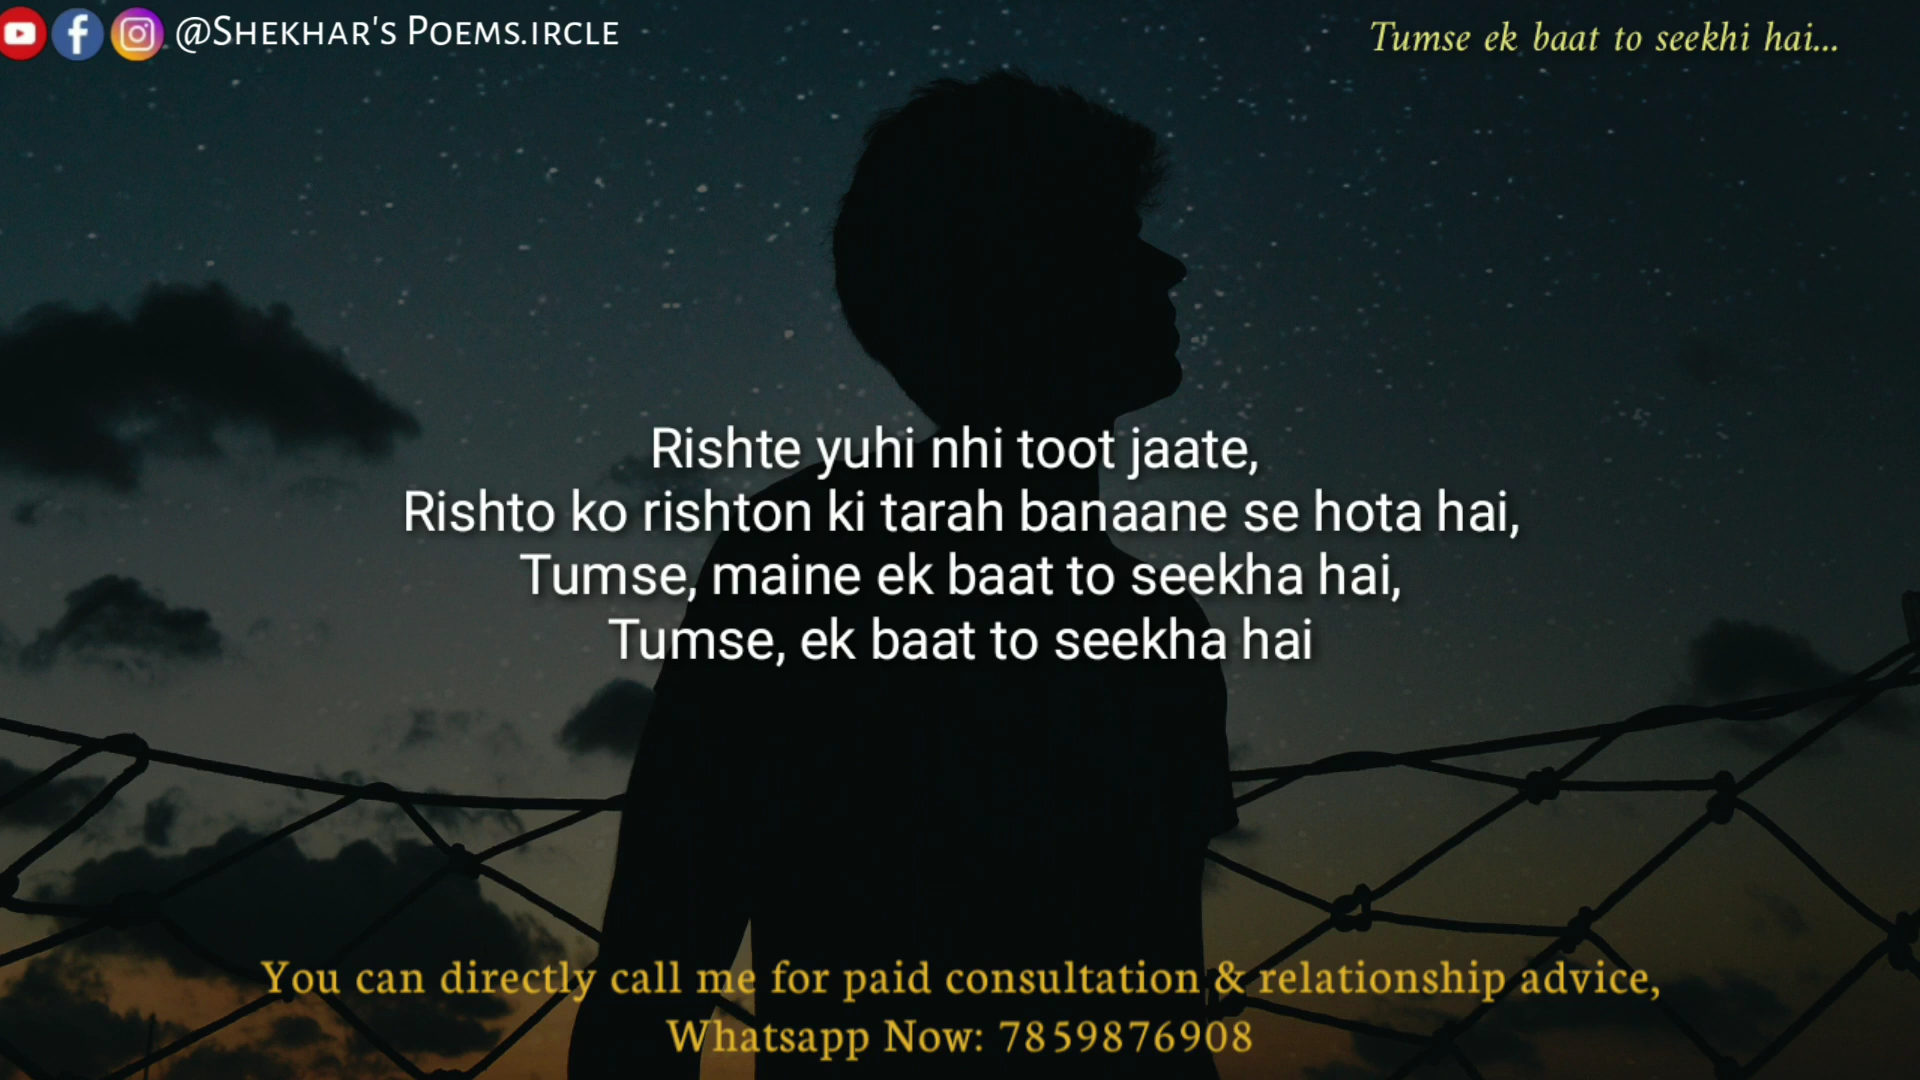 @Shekhar's Poems.ircle
Tumse ek baat to seekhi hai...
Rishte yuhi nhi toot jaate,
Rishto ko rishton ki tarah banaane se hota hai,
Tumse, maine ek baat to seekha hai,
Tumse, ek baat to seekha hai
You can directly call me for paid consultation & relationship advice,
Whatsapp Now: 7859876908